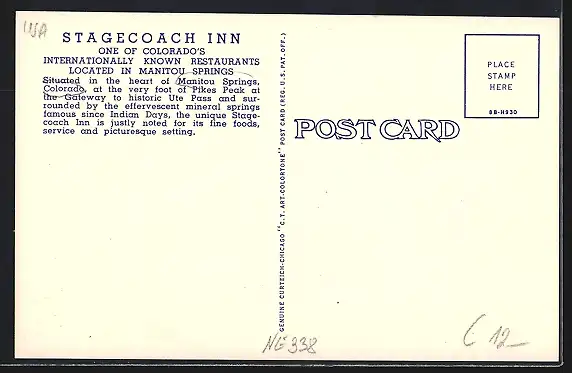 USA
STAGECOACH INN
ONE OF COLORADO'S
INTERNATIONALLY KNOWN RESTAURANTS
LOCATED IN MANITOU SPRINGS
Situated in the heart of Manitou Springs,
Colorado, at the very foot of Pikes Peak at
the Gateway to historic Ute Pass and sur-
rounded by the effervescent mineral springs
famous since Indian Days, the unique Stage-
coach Inn is justly noted for its fine foods,
service and picturesque setting.
GENUINE CURTEICH-CHICAGO "C.T. ART-COLORTONE" POST CARD (REG. U.S. PAT. OFF.)
POST CARD
PLACE
STAMP
HERE
8B-H930
NE 338
12-